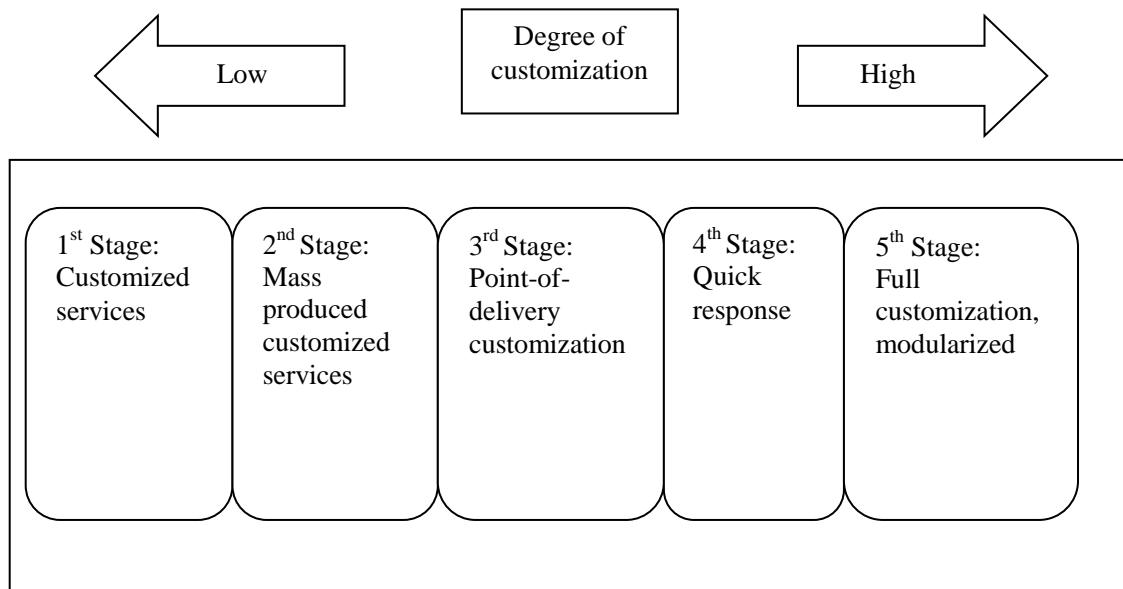 Low
Degree of
customization
High
1st Stage:
Customized
services
2nd Stage:
Mass
produced
customized
services
3rd Stage:
Point-of-
delivery
customization
4th Stage:
Quick
response
5th Stage:
Full
customization,
modularized